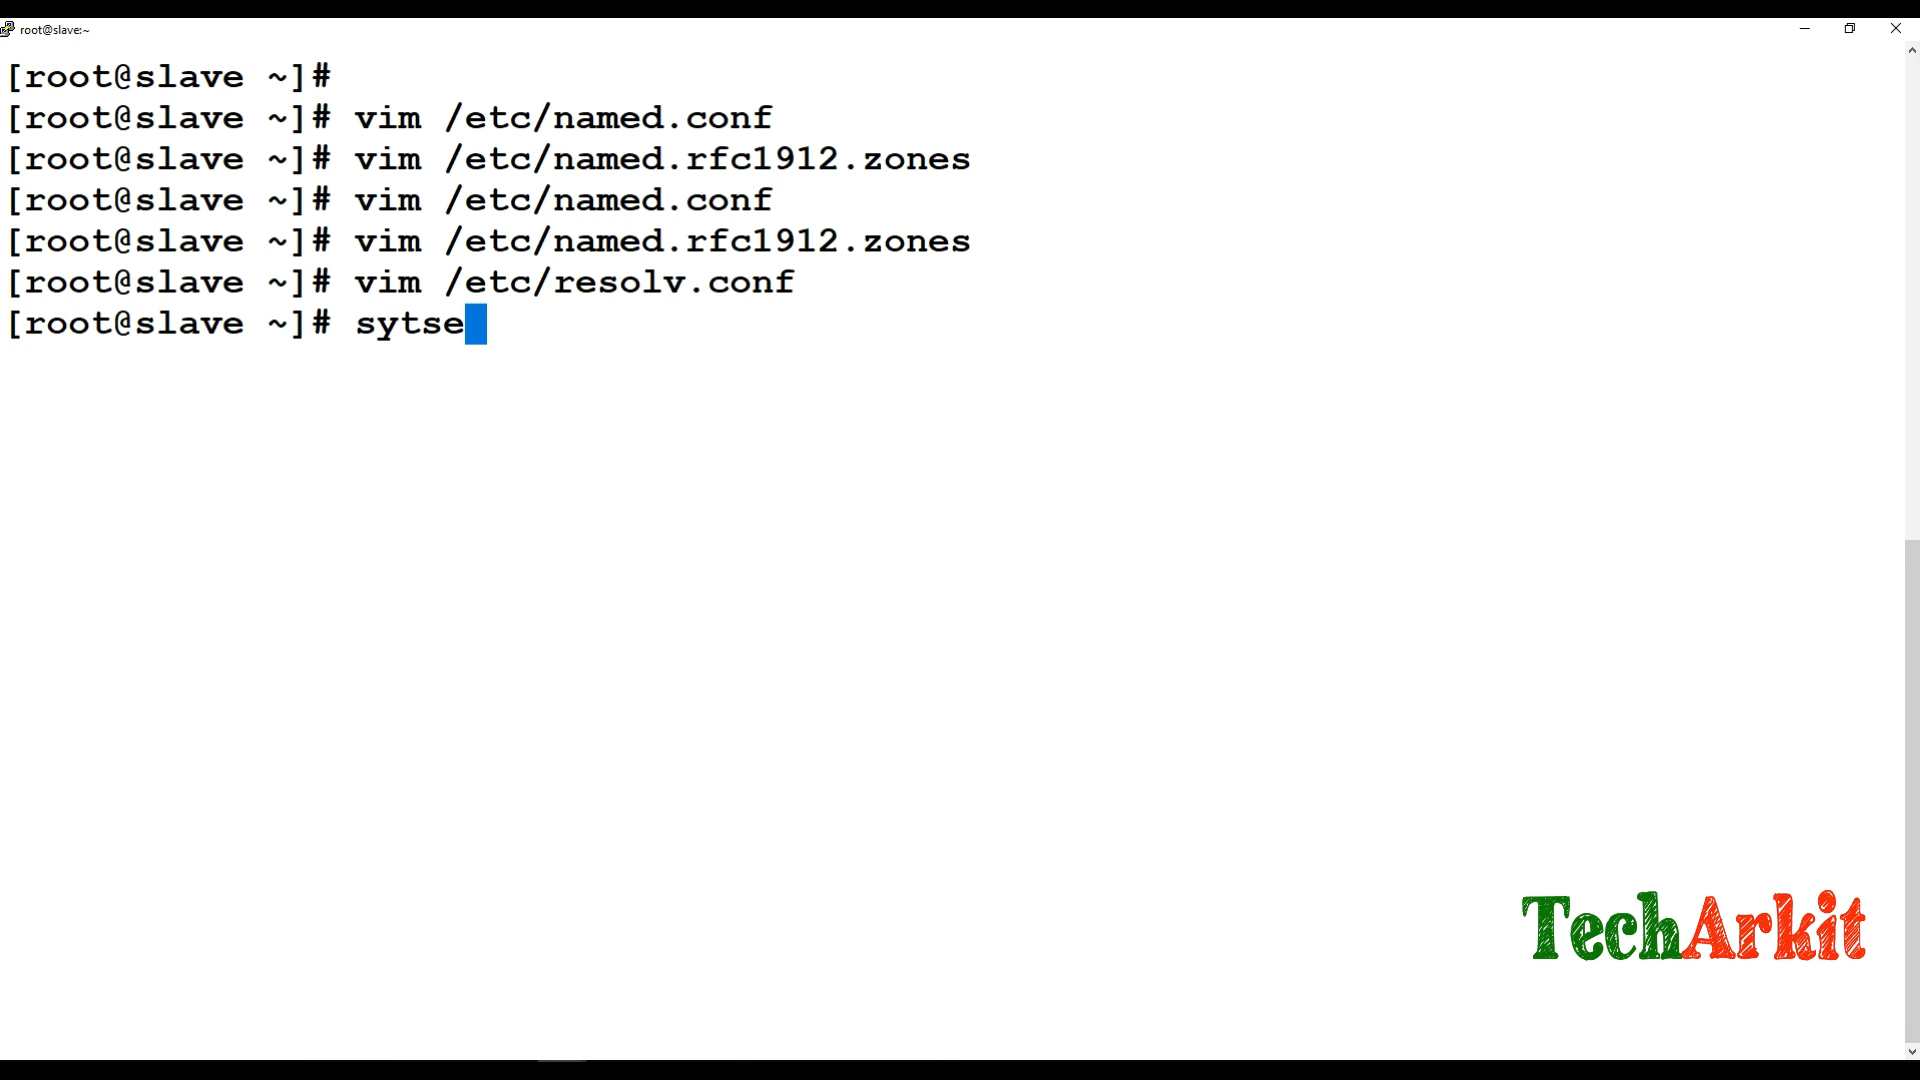 root@slave:~
[root@slave ~]#
[root@slave ~]# vim /etc/named.conf
[root@slave ~]# vim /etc/named.rfc1912.zones
[root@slave ~]# vim /etc/named.conf
[root@slave ~]# vim /etc/named.rfc1912.zones
[root@slave ~]# vim /etc/resolv.conf
[root@slave ~]# sytse
TechArkit